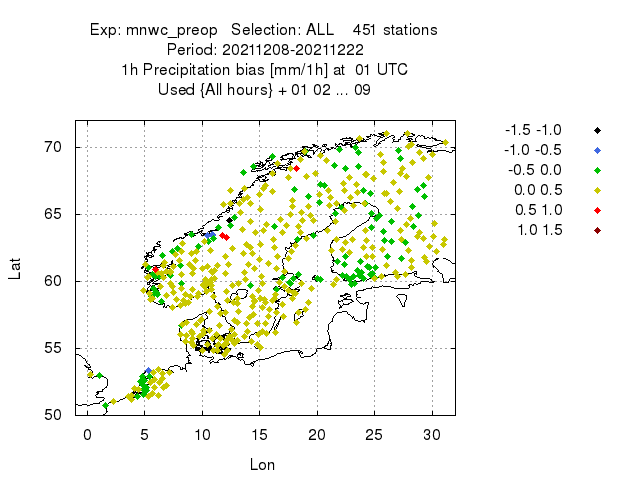 Exp: mnwc_preop   Selection: ALL    451 stations
Period: 20211208-20211222
1h Precipitation bias [mm/1h] at  01 UTC
Used {All hours} + 01 02 ... 09
-1.5 -1.0
-1.0 -0.5
-0.5 0.0
0.0 0.5
0.5 1.0
1.0 1.5
70
65
60
55
50
Lat
0 5 10 15 20 25 30
Lon